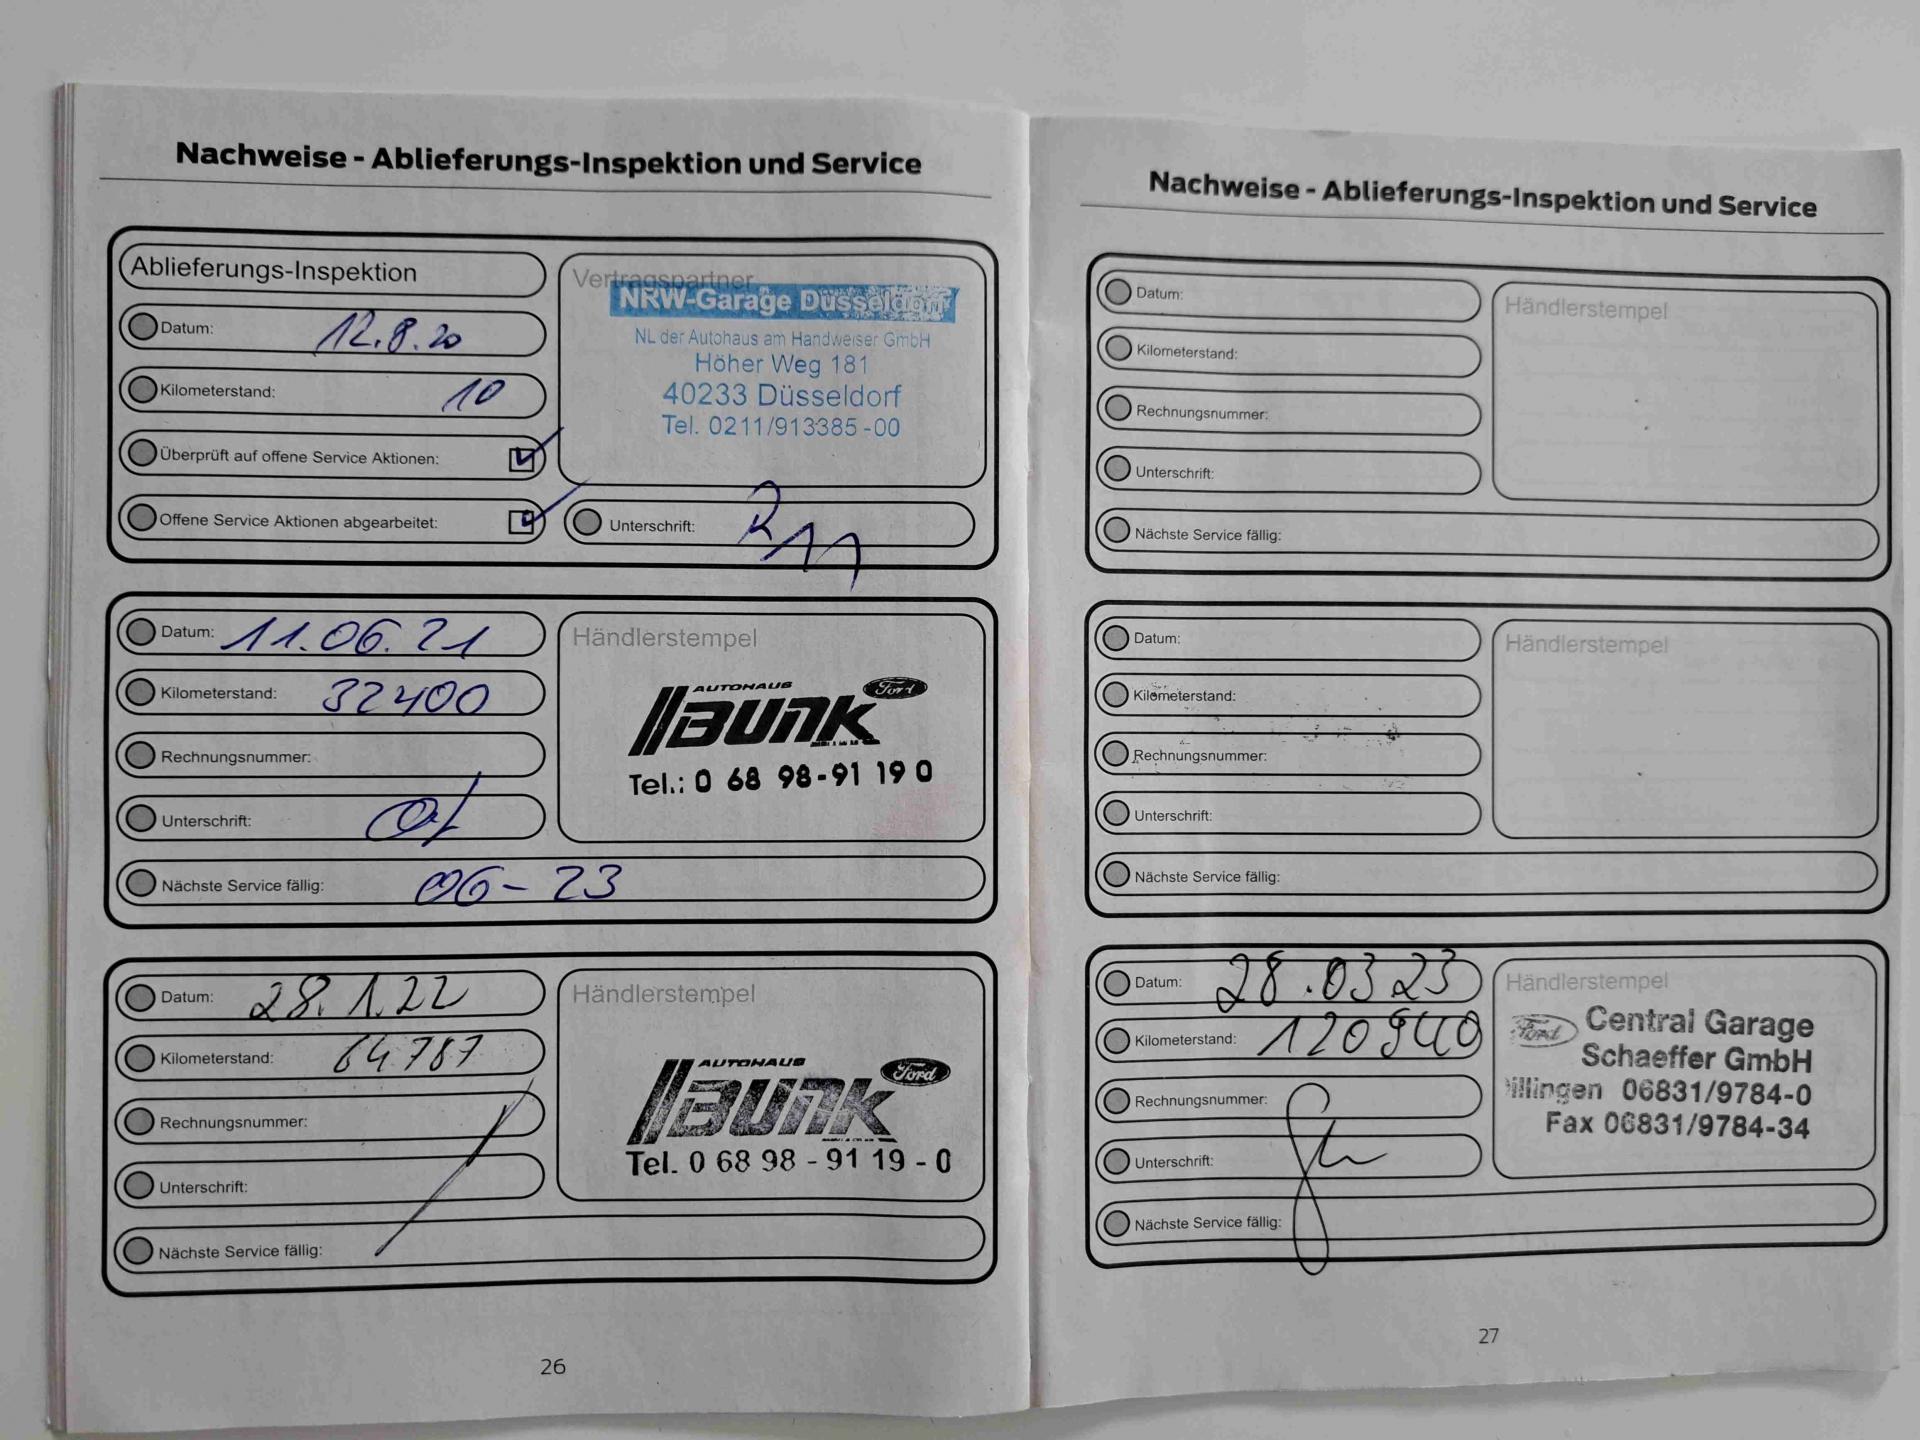 Nachweise - Ablieferungs-Inspektion und Service
Ablieferungs-Inspektion
Datum: 12.8.20
Kilometerstand: 10
Überprüft auf offene Service Aktionen:
Offene Service Aktionen abgearbeitet:
Vertragspartner
NRW-Garage Düsseldorf
NL der Autohaus am Handweiser GmbH
Höher Weg 181
40233 Düsseldorf
Tel. 0211/913385-00
Unterschrift:
Datum: 11.06.21
Kilometerstand: 32400
Rechnungsnummer:
Unterschrift:
Nächste Service fällig: 06-23
Händlerstempel
AUTOHAUS
Ford
BUNK
Tel.: 0 68 98-91 19 0
Datum: 28.1.22
Kilometerstand: 64.787
Rechnungsnummer:
Unterschrift:
Nächste Service fällig:
Händlerstempel
AUTOHAUS
Ford
BUNK
Tel. 0 68 98 - 91 19 - 0
26
Nachweise - Ablieferungs-Inspektion und Service
Datum:
Kilometerstand:
Rechnungsnummer:
Unterschrift:
Nächste Service fällig:
Händlerstempel
Datum:
Kilometerstand:
Rechnungsnummer:
Unterschrift:
Nächste Service fällig:
Händlerstempel
Datum: 28.03.23
Kilometerstand: 120940
Rechnungsnummer:
Unterschrift:
Nächste Service fällig:
Händlerstempel
Ford
Central Garage
Schaeffer GmbH
illingen 06831/9784-0
Fax 06831/9784-34
27